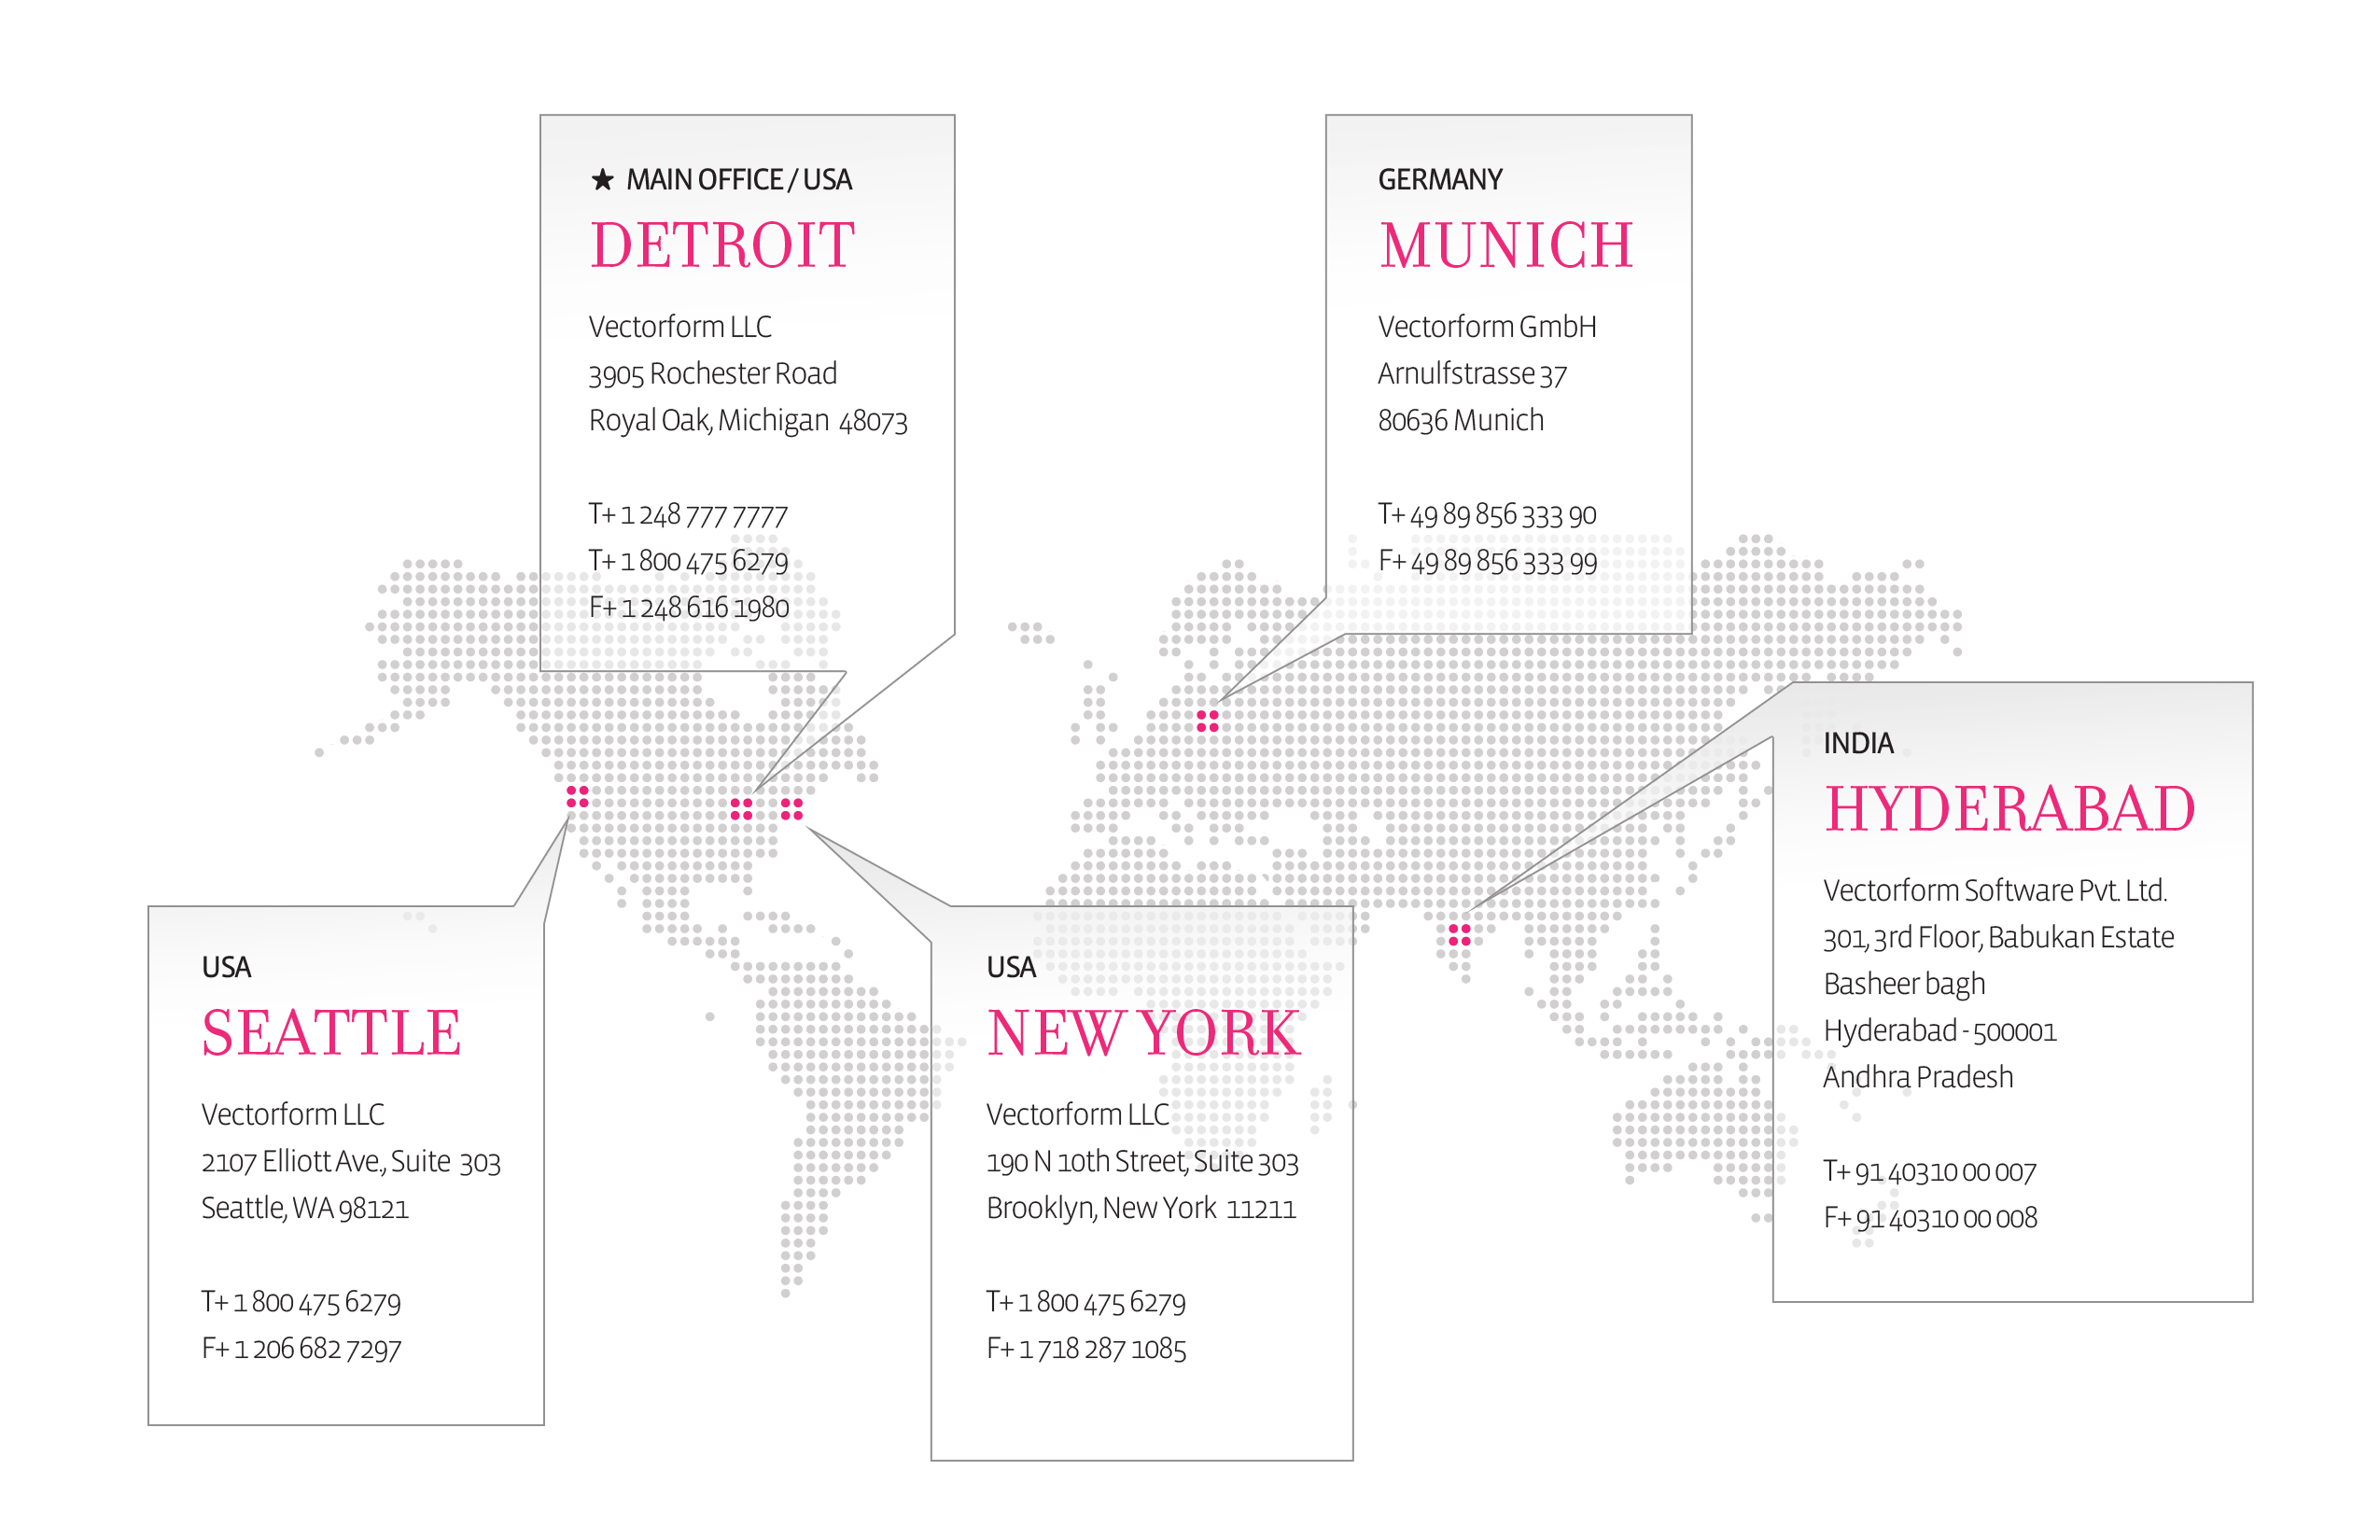 ★ MAIN OFFICE / USA
DETROIT
Vectorform LLC
3905 Rochester Road
Royal Oak, Michigan 48073
T+ 1 248 777 7777
T+ 1 800 475 6279
F+ 1 248 616 1980
GERMANY
MUNICH
Vectorform GmbH
Arnulfstrasse 37
80636 Munich
T+ 49 89 856 333 90
F+ 49 89 856 333 99
INDIA
HYDERABAD
Vectorform Software Pvt. Ltd.
301, 3rd Floor, Babukan Estate
Basheer bagh
Hyderabad - 500001
Andhra Pradesh
T+ 91 40310 00 007
F+ 91 40310 00 008
USA
SEATTLE
Vectorform LLC
2107 Elliott Ave., Suite 303
Seattle, WA 98121
T+ 1 800 475 6279
F+ 1 206 682 7297
USA
NEW YORK
Vectorform LLC
190 N 10th Street, Suite 303
Brooklyn, New York 11211
T+ 1 800 475 6279
F+ 1 718 287 1085